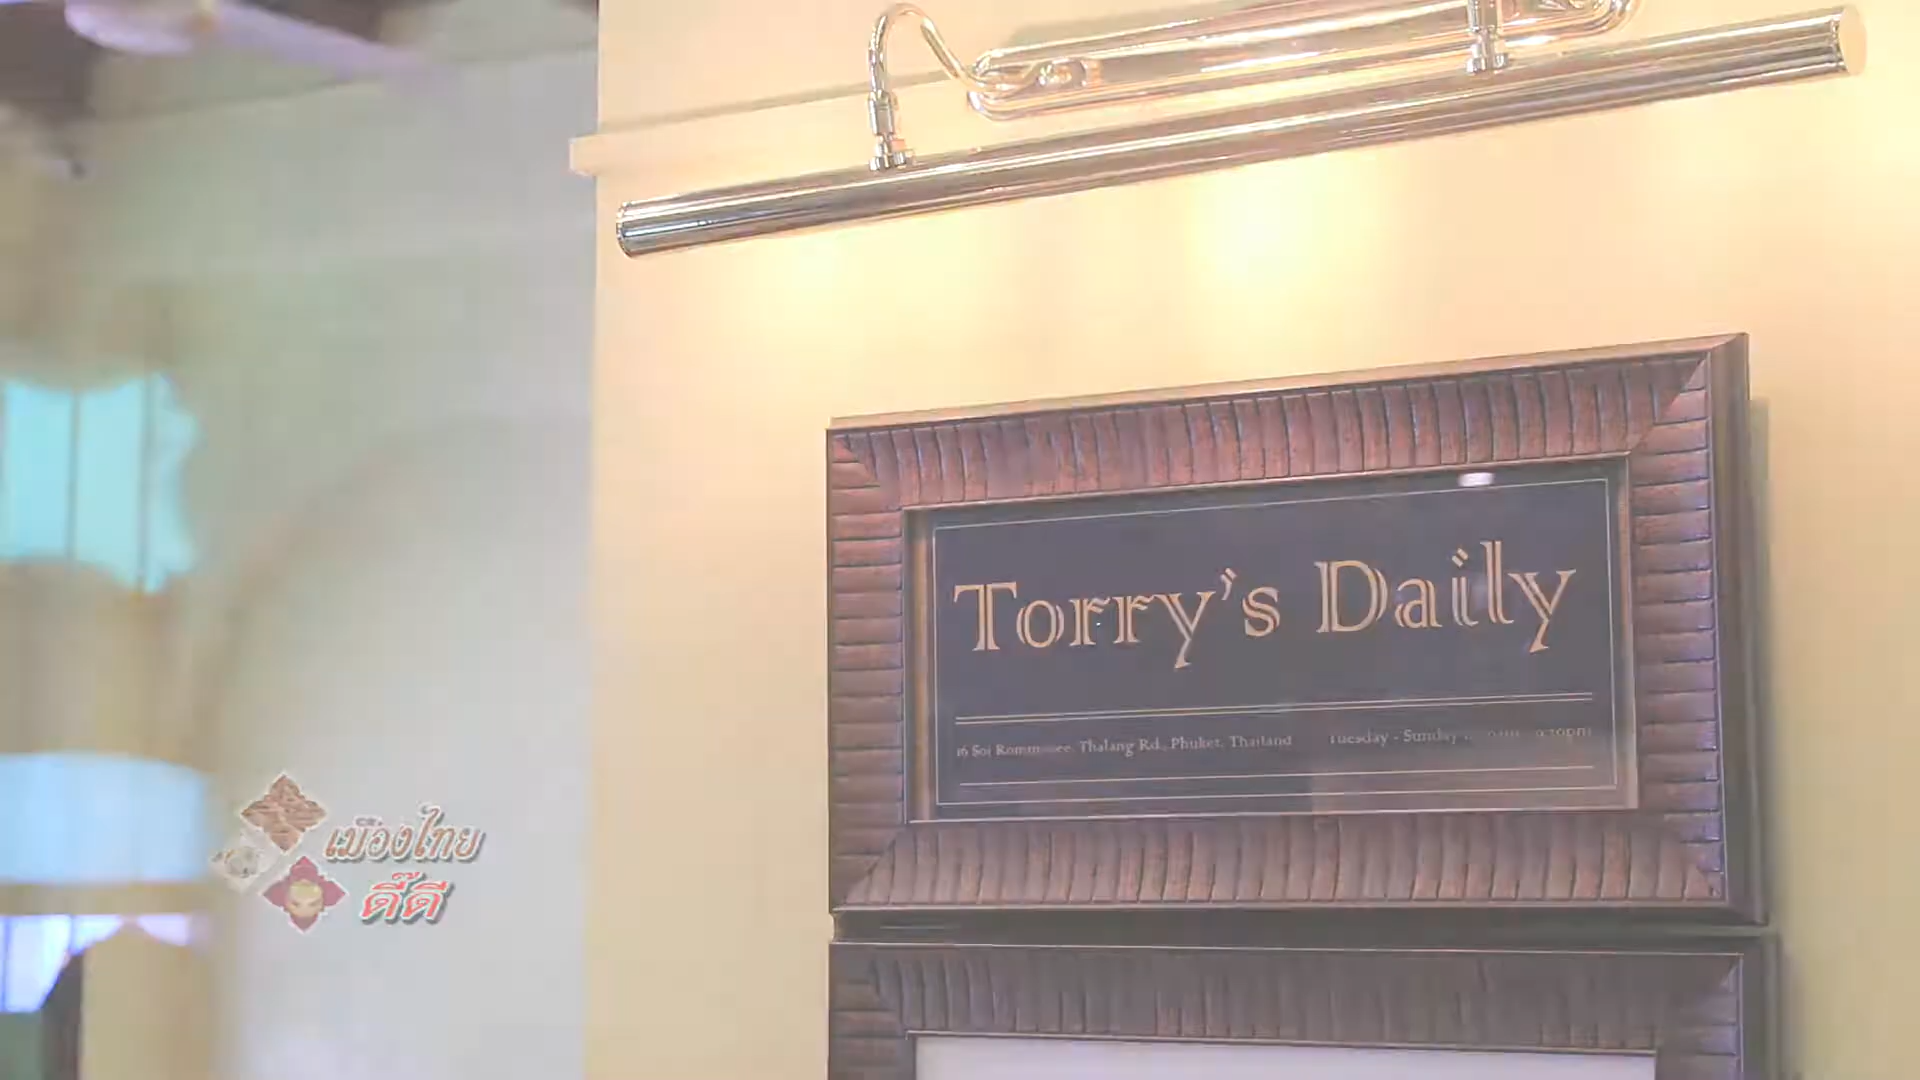 Torry's Daily
16 Soi Rommanee, Thalang Rd., Phuket, Thailand
Tuesday - Sunday
เมืองไทย
ดี๊ดี